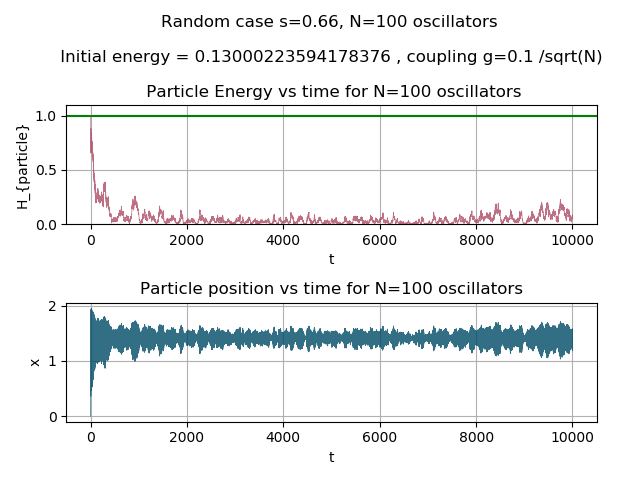 Random case s=0.66, N=100 oscillators
Initial energy = 0.13000223594178376 , coupling g=0.1 /sqrt(N)
Particle Energy vs time for N=100 oscillators
H_{particle}
1.0
0.5
0.0
0 2000 4000 6000 8000 10000
t
Particle position vs time for N=100 oscillators
x
2
1
0
0 2000 4000 6000 8000 10000
t